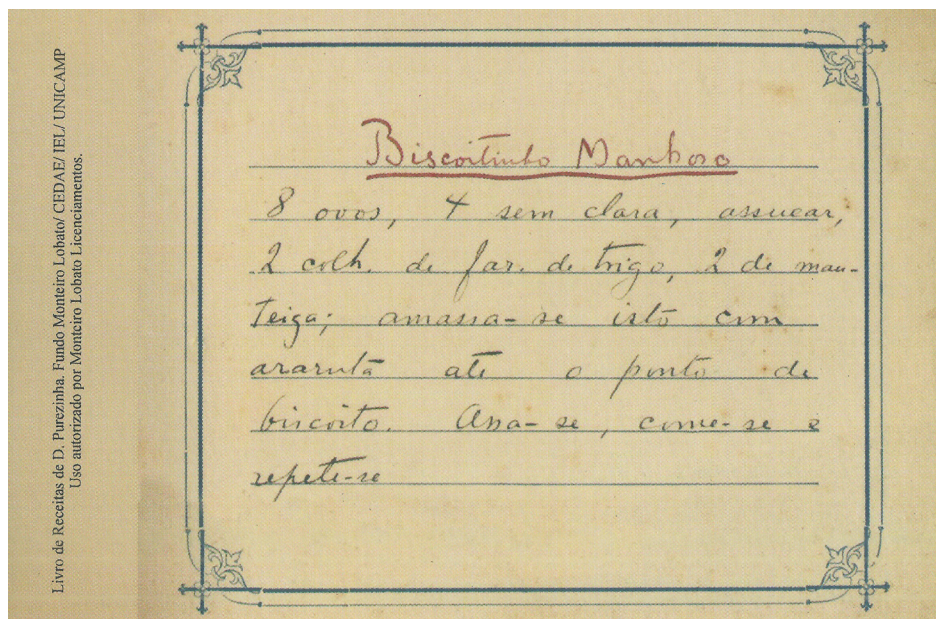 Livro de Receitas de D. Purezinha. Fundo Monteiro Lobato/ CEDAE/ IEL/ UNICAMP
Uso autorizado por Monteiro Lobato Licenciamentos.
Biscoitinho Manhoso
8 ovos, 4 sem clara, assucar,
2 colh. de far. de trigo, 2 de man-
teiga; amassa-se isto com
araruta até o ponto de
biscoito. Assa-se, come-se e
repete-se